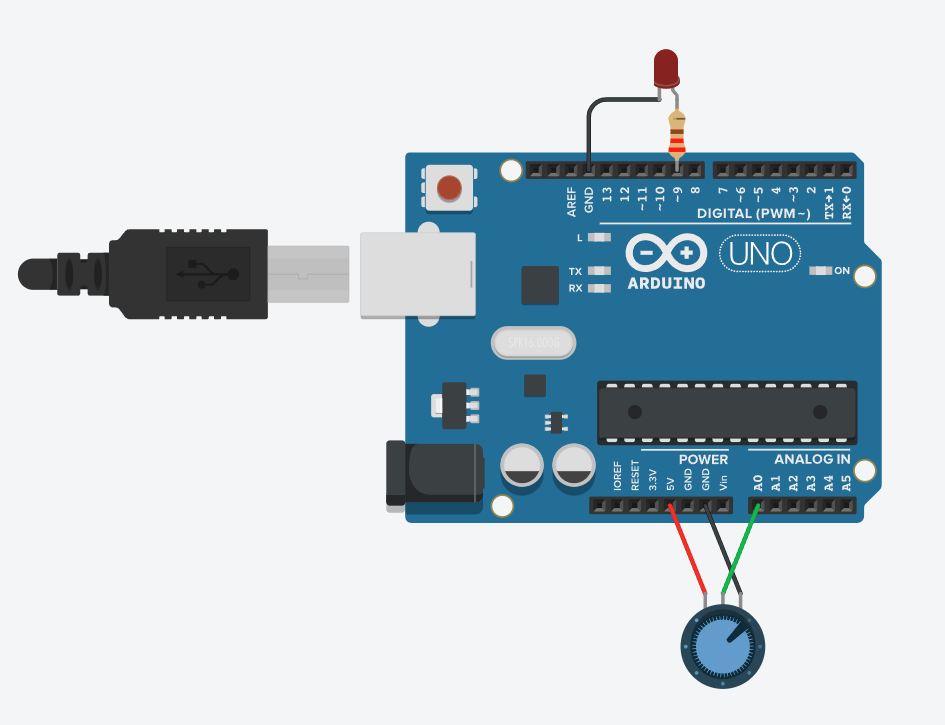 AREF
GND
13
12
~11
~10
~9
8
7
~6
~5
4
~3
2
TX→1
RX←0
DIGITAL (PWM~)
L
TX
RX
UNO
ARDUINO
ON
POWER
ANALOG IN
IOREF
RESET
3.3V
5V
GND
GND
Vin
A0
A1
A2
A3
A4
A5